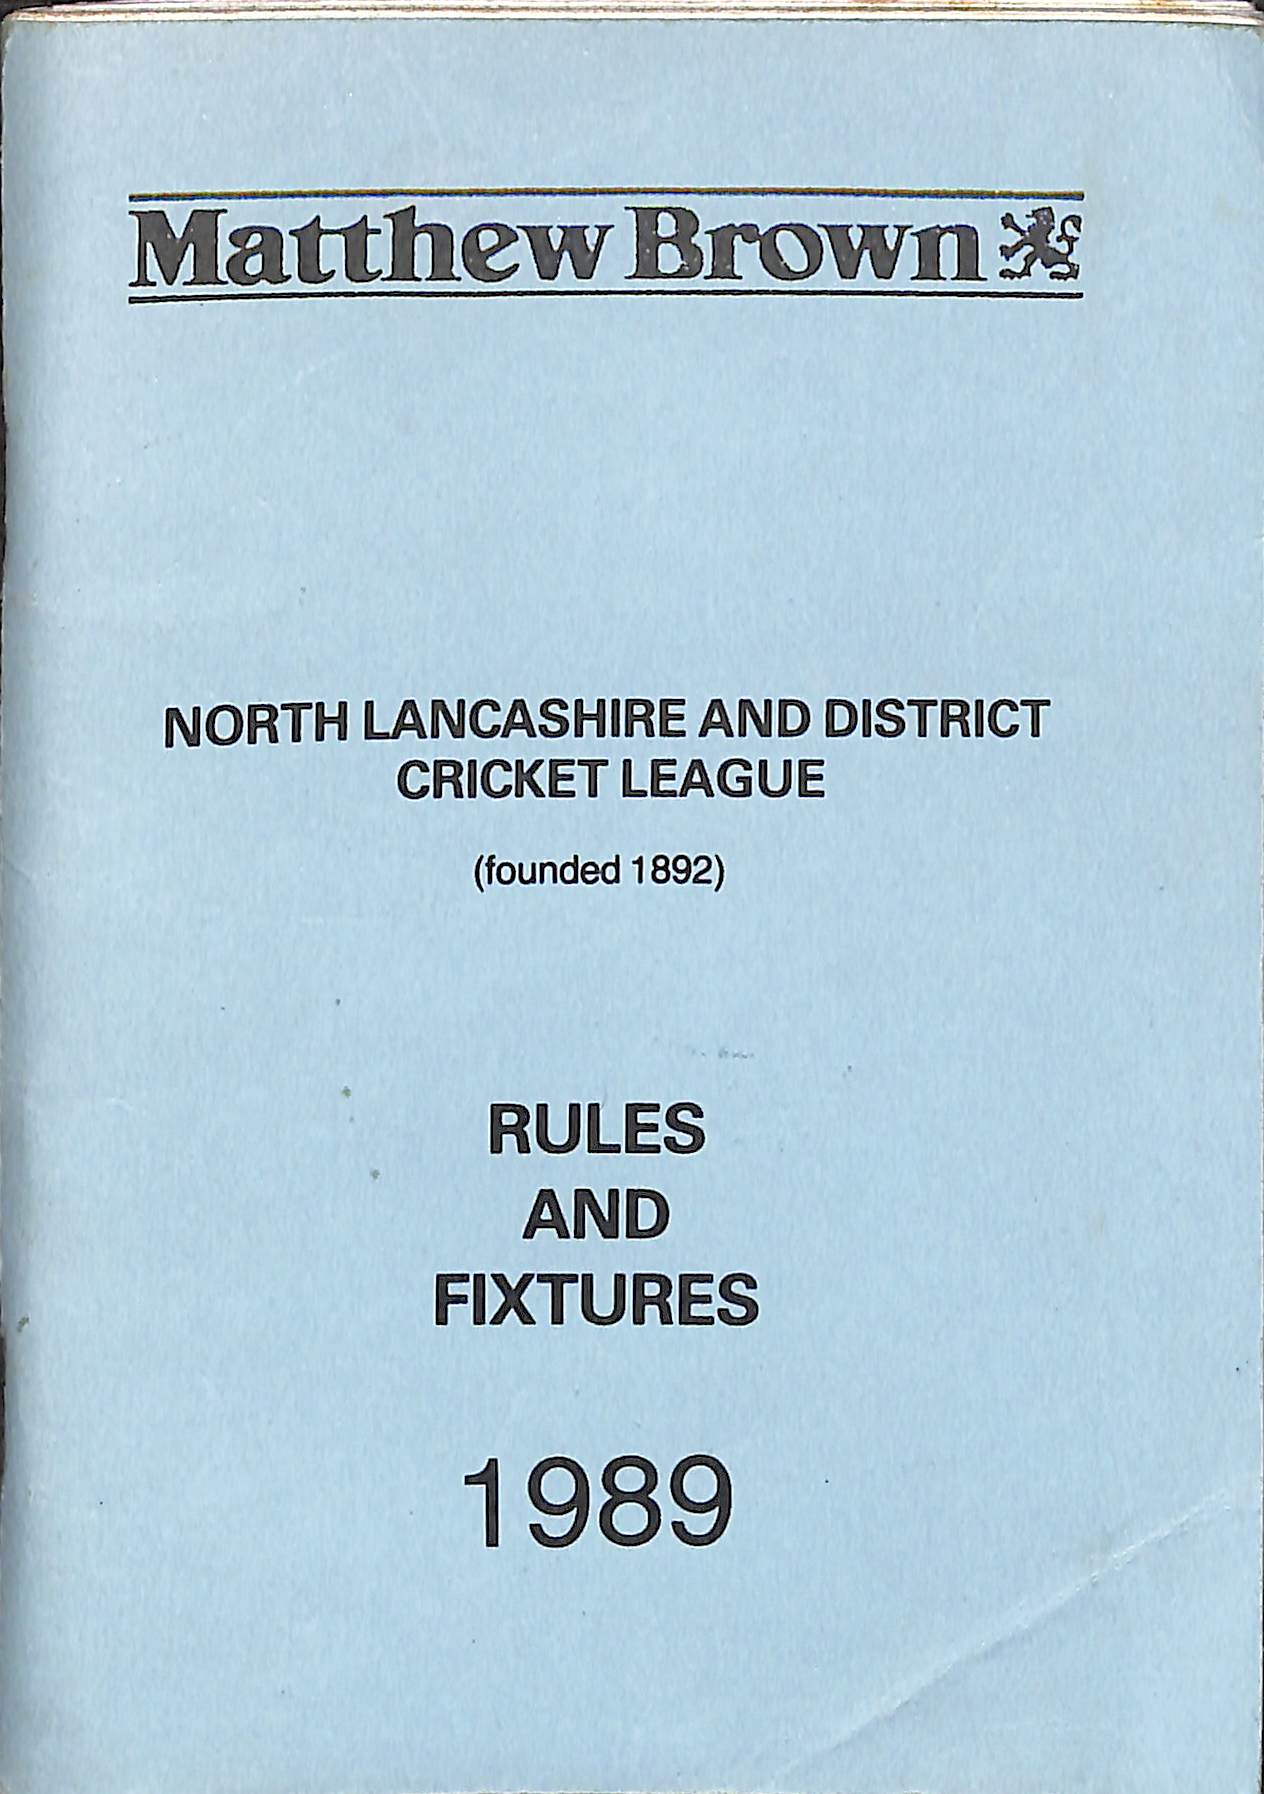 Matthew Brown
NORTH LANCASHIRE AND DISTRICT
CRICKET LEAGUE
(founded 1892)
RULES
AND
FIXTURES
1989